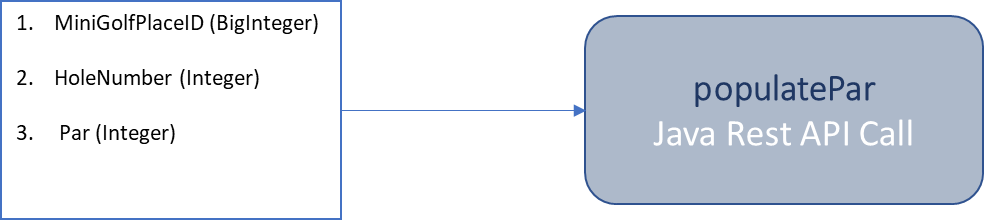 1. MiniGolfPlaceID (BigInteger)
2. HoleNumber (Integer)
3. Par (Integer)
populatePar
Java Rest API Call